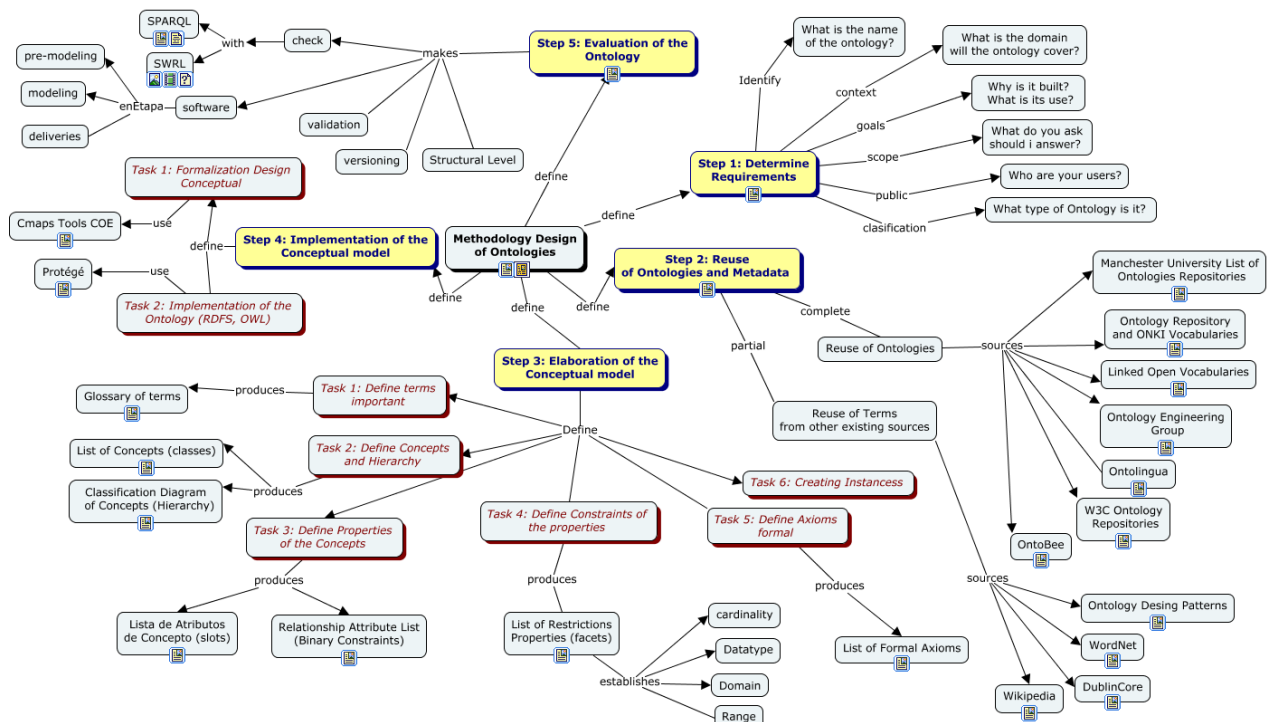 SPARQL
with
check
SWRL
pre-modeling
modeling
enEtapa
software
deliveries
makes
validation
versioning
Structural Level
Step 5: Evaluation of the
Ontology
define
What is the name
of the ontology?
Identify
What is the domain
will the ontology cover?
context
Why is it built?
What is its use?
goals
What do you ask
should i answer?
scope
Who are your users?
public
What type of Ontology is it?
clasification
Step 1: Determine
Requirements
define
Task 1: Formalization Design
Conceptual
use
Cmaps Tools COE
define
Step 4: Implementation of the
Conceptual model
define
Protégé
use
Task 2: Implementation of the
Ontology (RDFS, OWL)
Methodology Design
of Ontologies
define
define
Step 2: Reuse
of Ontologies and Metadata
complete
partial
Reuse of Ontologies
sources
Manchester University List of
Ontologies Repositories
Ontology Repository
and ONKI Vocabularies
Linked Open Vocabularies
Ontology Engineering
Group
Ontolingua
W3C Ontology
Repositories
OntoBee
Reuse of Terms
from other existing sources
sources
Ontology Desing Patterns
WordNet
DublinCore
Wikipedia
Step 3: Elaboration of the
Conceptual model
Define
Task 1: Define terms
important
produces
Glossary of terms
Task 2: Define Concepts
and Hierarchy
produces
List of Concepts (classes)
Classification Diagram
of Concepts (Hierarchy)
Task 3: Define Properties
of the Concepts
produces
Lista de Atributos
de Concepto (slots)
Relationship Attribute List
(Binary Constraints)
Task 4: Define Constraints of
the properties
produces
List of Restrictions
Properties (facets)
establishes
cardinality
Datatype
Domain
Range
Task 5: Define Axioms
formal
produces
List of Formal Axioms
Task 6: Creating Instancess